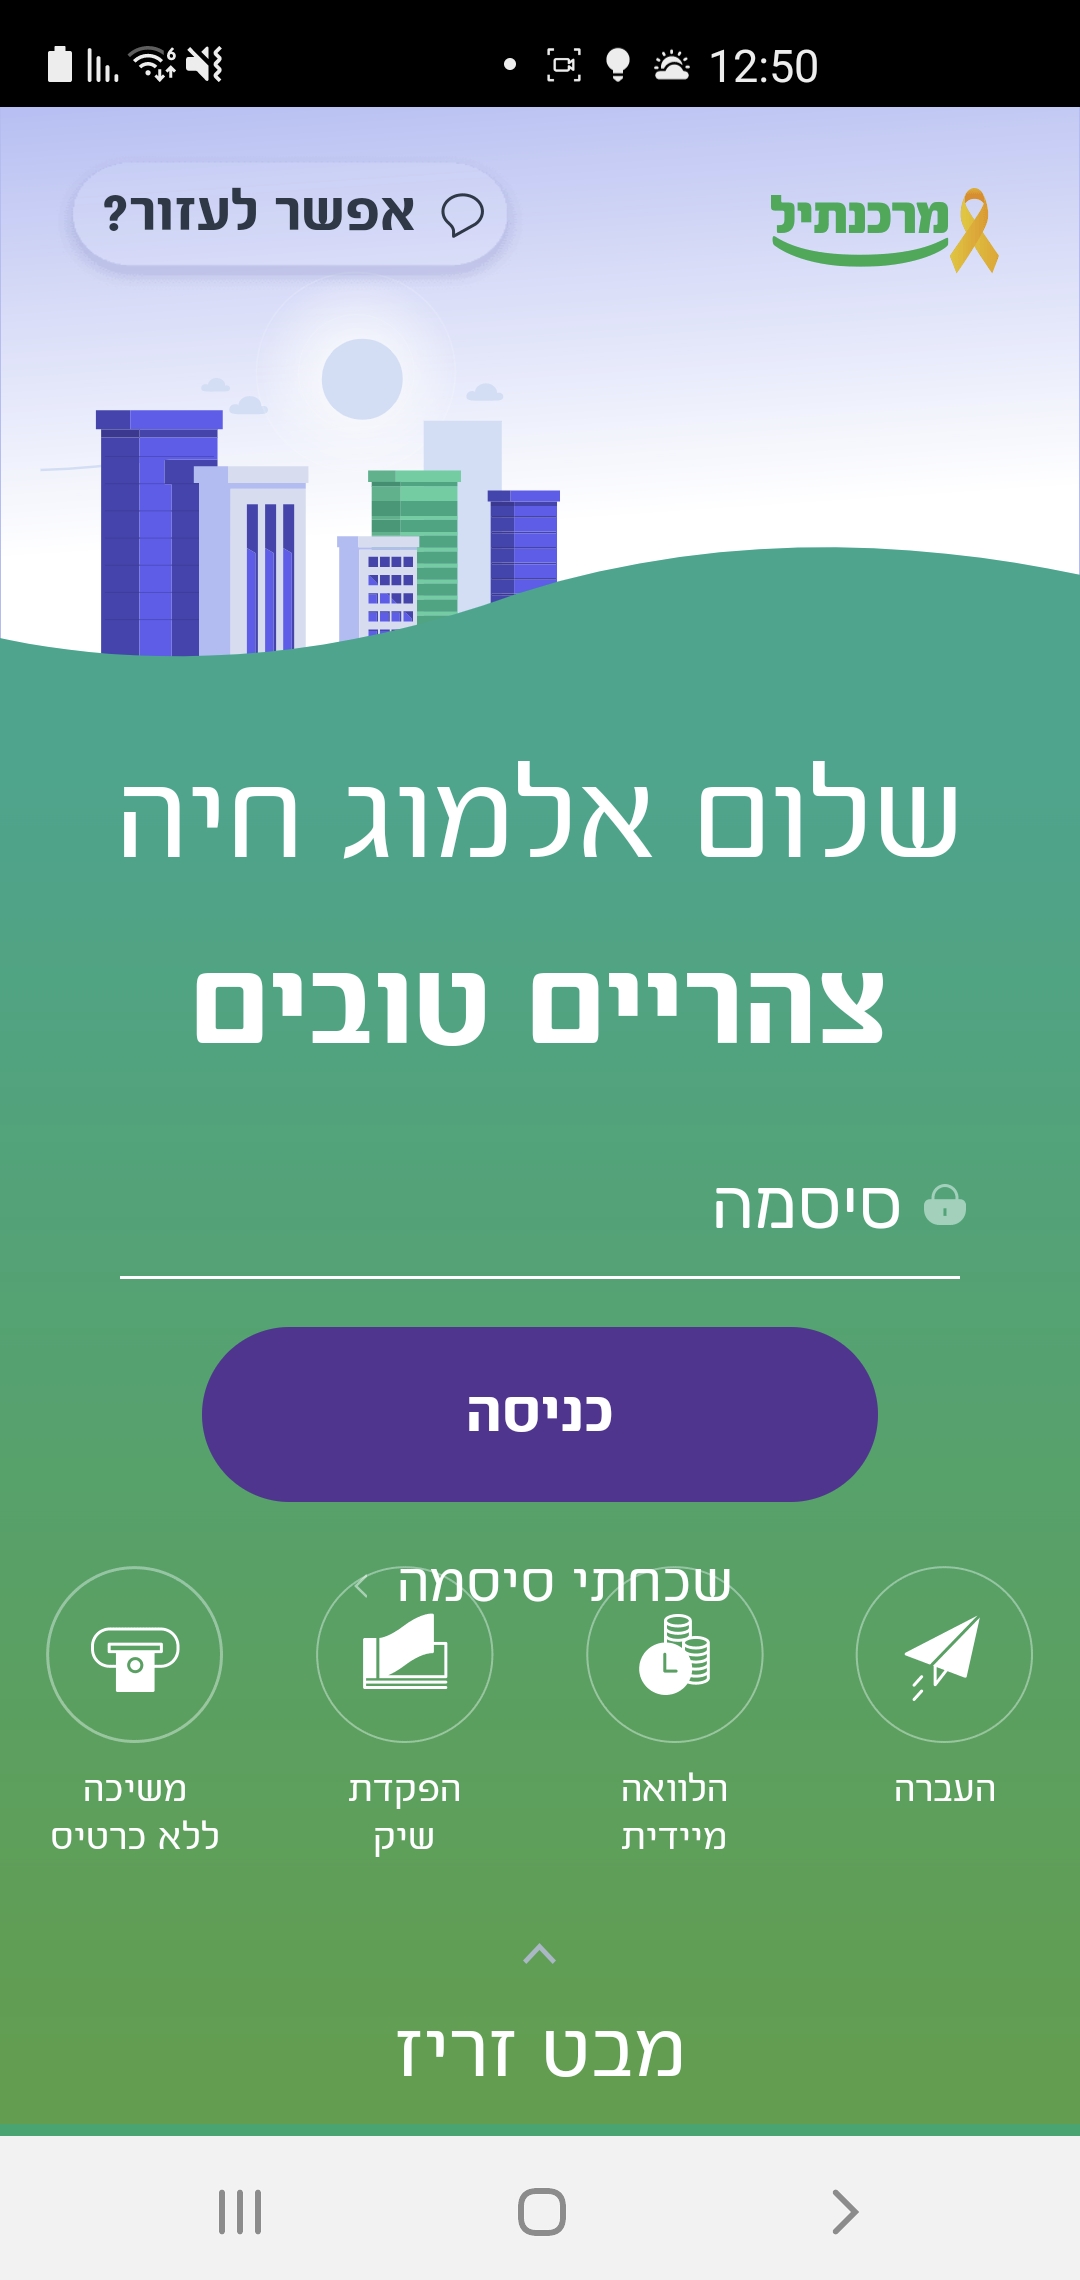 12:50
מרכנתיל
אפשר לעזור?
שלום אלמוג חיה
צהריים טובים
סיסמה
כניסה
שכחתי סיסמה
העברה
הלוואה
מיידית
הפקדת
שיק
משיכה
ללא כרטיס
מבט זריז